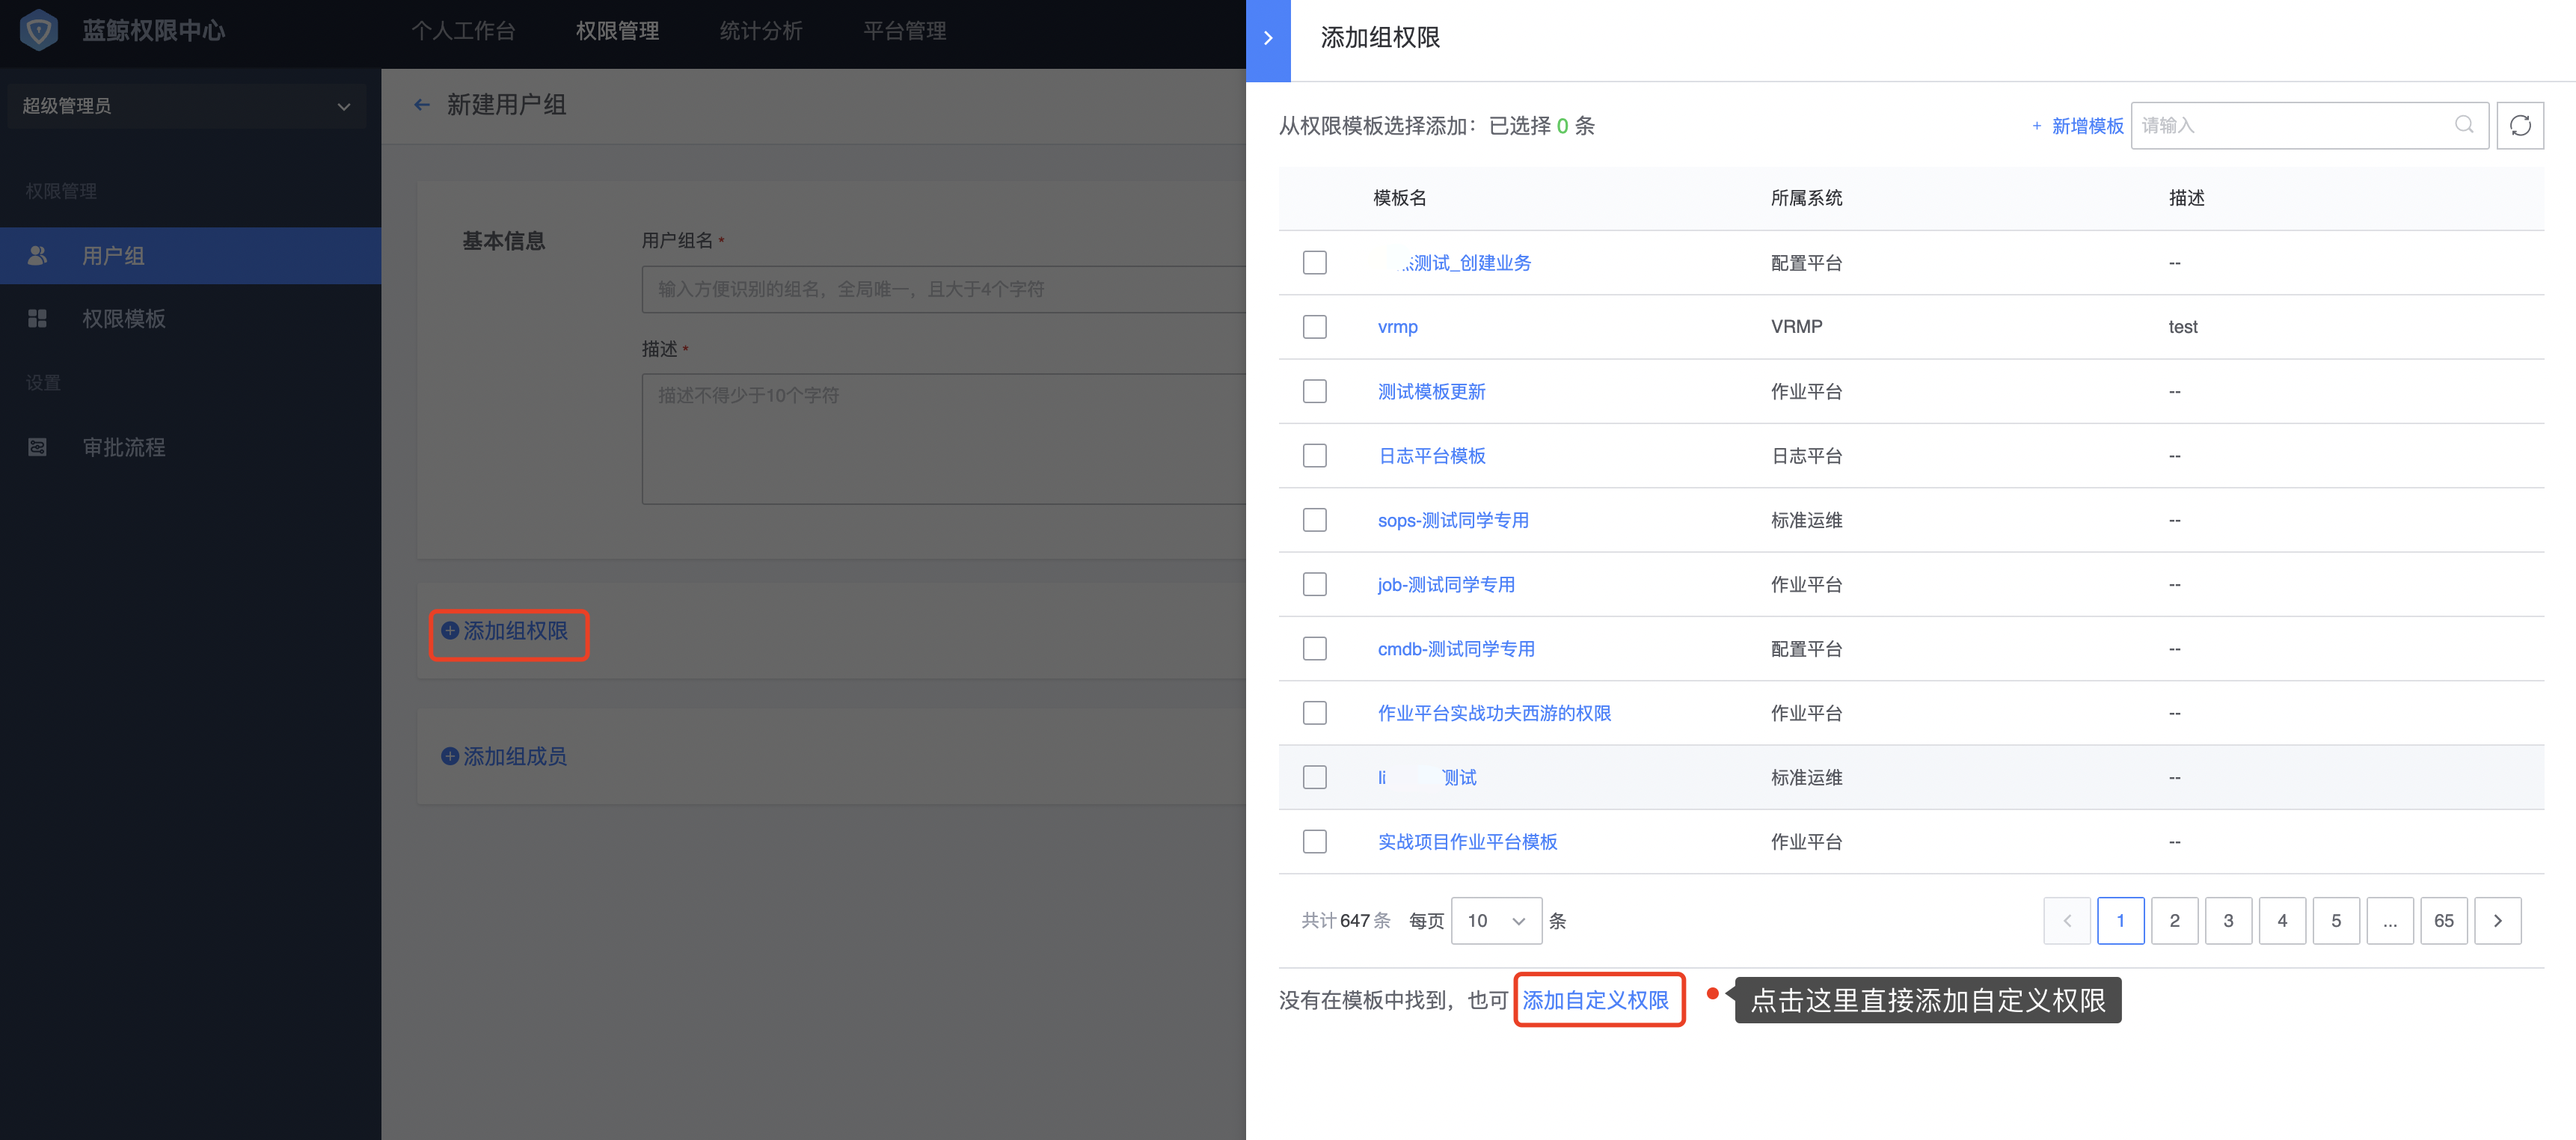 蓝鲸权限中心
个人工作台 权限管理 统计分析 平台管理
超级管理员
权限管理
用户组
权限模板
设置
审批流程
新建用户组
基本信息
用户组名 *
输入方便识别的组名，全局唯一，且大于4个字符
描述 *
描述不得少于10个字符
添加组权限
添加组成员
添加组权限
从权限模板选择添加：已选择 0 条
+ 新增模板
请输入
模板名 所属系统 描述
测试_创建业务 配置平台 --
vrmp VRMP test
测试模板更新 作业平台 --
日志平台模板 日志平台 --
sops-测试同学专用 标准运维 --
job-测试同学专用 作业平台 --
cmdb-测试同学专用 配置平台 --
作业平台实战功夫西游的权限 作业平台 --
li 测试 标准运维 --
实战项目作业平台模板 作业平台 --
共计 647 条 每页 10 条
1 2 3 4 5 ... 65
没有在模板中找到，也可 添加自定义权限
点击这里直接添加自定义权限